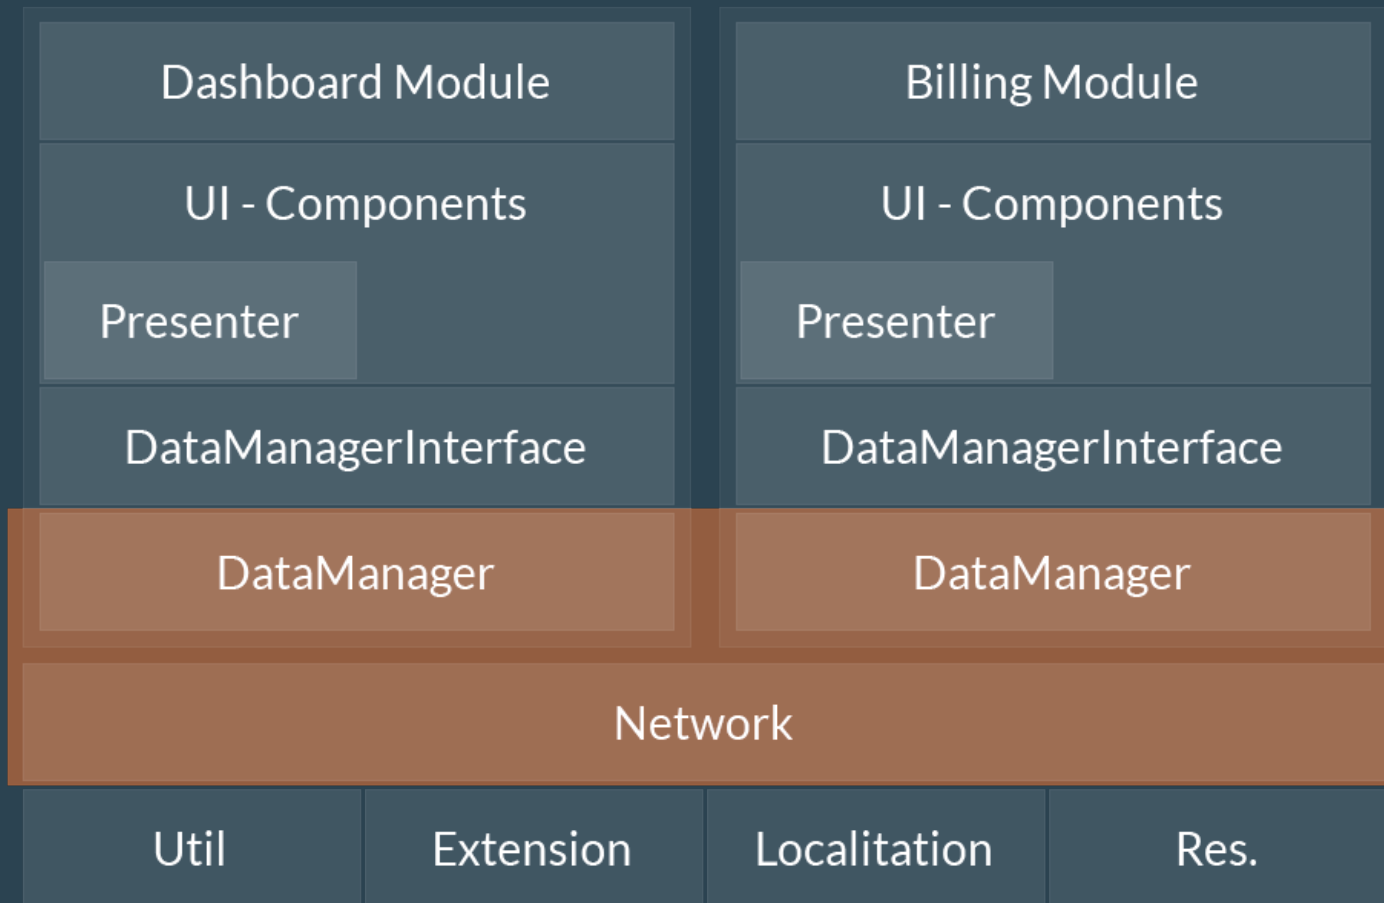 Dashboard Module
Billing Module
UI - Components
UI - Components
Presenter
Presenter
DataManagerInterface
DataManagerInterface
DataManager
DataManager
Network
Util
Extension
Localitation
Res.